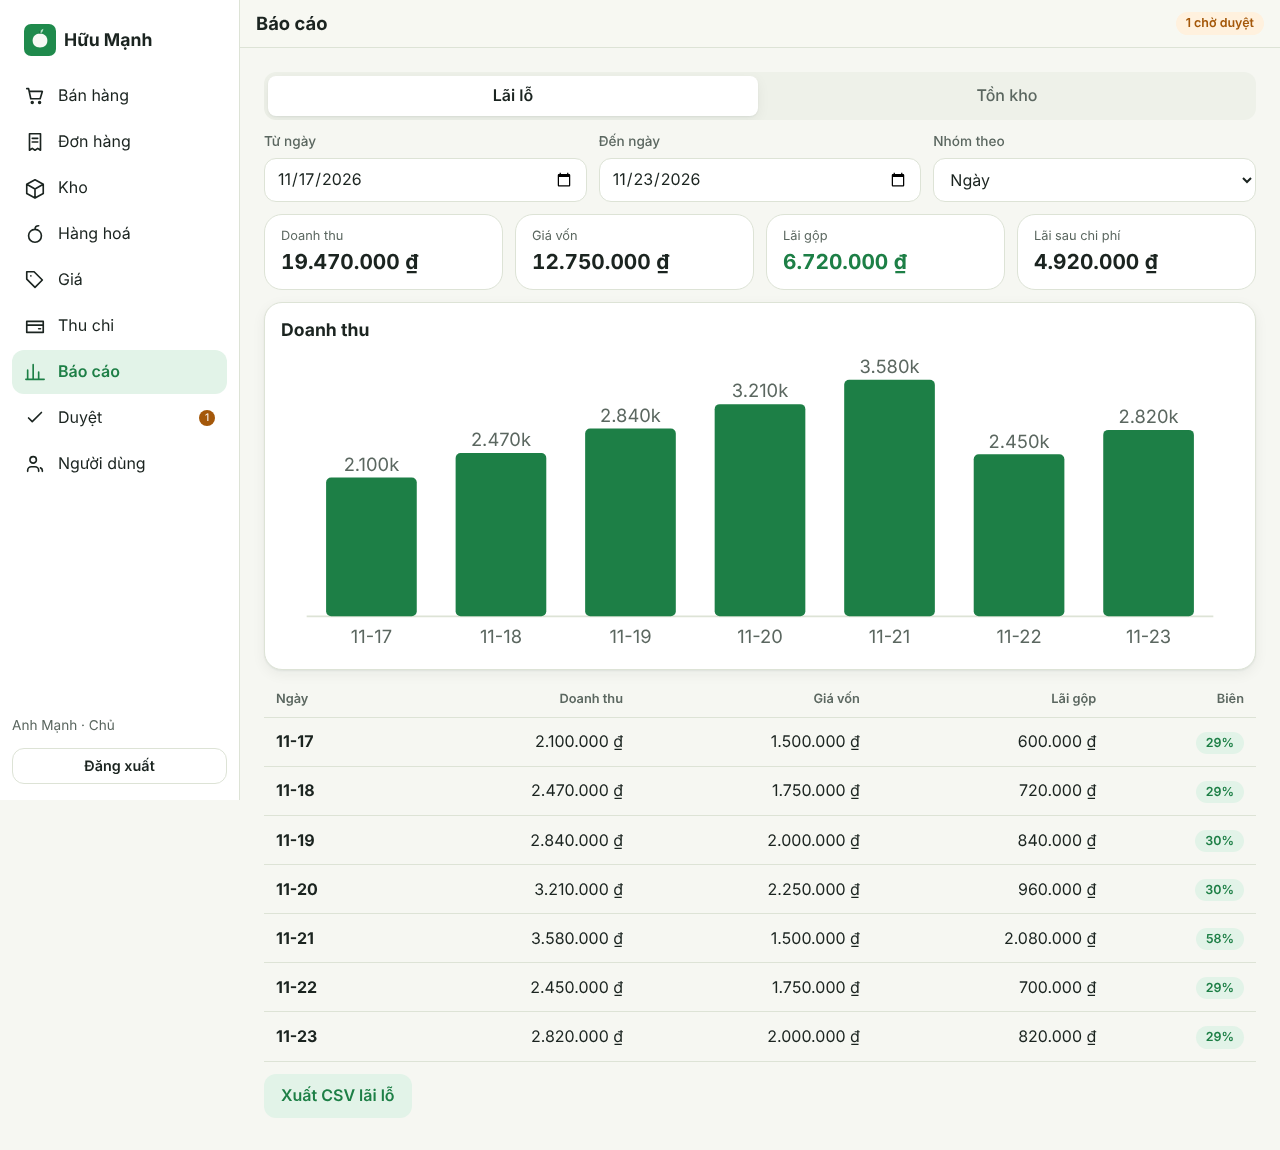 Hữu Mạnh
Bán hàng
Đơn hàng
Kho
Hàng hoá
Giá
Thu chi
Báo cáo
Duyệt 1
Người dùng
Anh Mạnh · Chủ
Đăng xuất
Báo cáo 1 chờ duyệt
Lãi lỗ Tồn kho
Từ ngày Đến ngày Nhóm theo
11/17/2026 11/23/2026 Ngày
Doanh thu Giá vốn Lãi gộp Lãi sau chi phí
19.470.000 ₫ 12.750.000 ₫ 6.720.000 ₫ 4.920.000 ₫
Doanh thu
2.100k 2.470k 2.840k 3.210k 3.580k 2.450k 2.820k
11-17 11-18 11-19 11-20 11-21 11-22 11-23
Ngày Doanh thu Giá vốn Lãi gộp Biên
11-17 2.100.000 ₫ 1.500.000 ₫ 600.000 ₫ 29%
11-18 2.470.000 ₫ 1.750.000 ₫ 720.000 ₫ 29%
11-19 2.840.000 ₫ 2.000.000 ₫ 840.000 ₫ 30%
11-20 3.210.000 ₫ 2.250.000 ₫ 960.000 ₫ 30%
11-21 3.580.000 ₫ 1.500.000 ₫ 2.080.000 ₫ 58%
11-22 2.450.000 ₫ 1.750.000 ₫ 700.000 ₫ 29%
11-23 2.820.000 ₫ 2.000.000 ₫ 820.000 ₫ 29%
Xuất CSV lãi lỗ